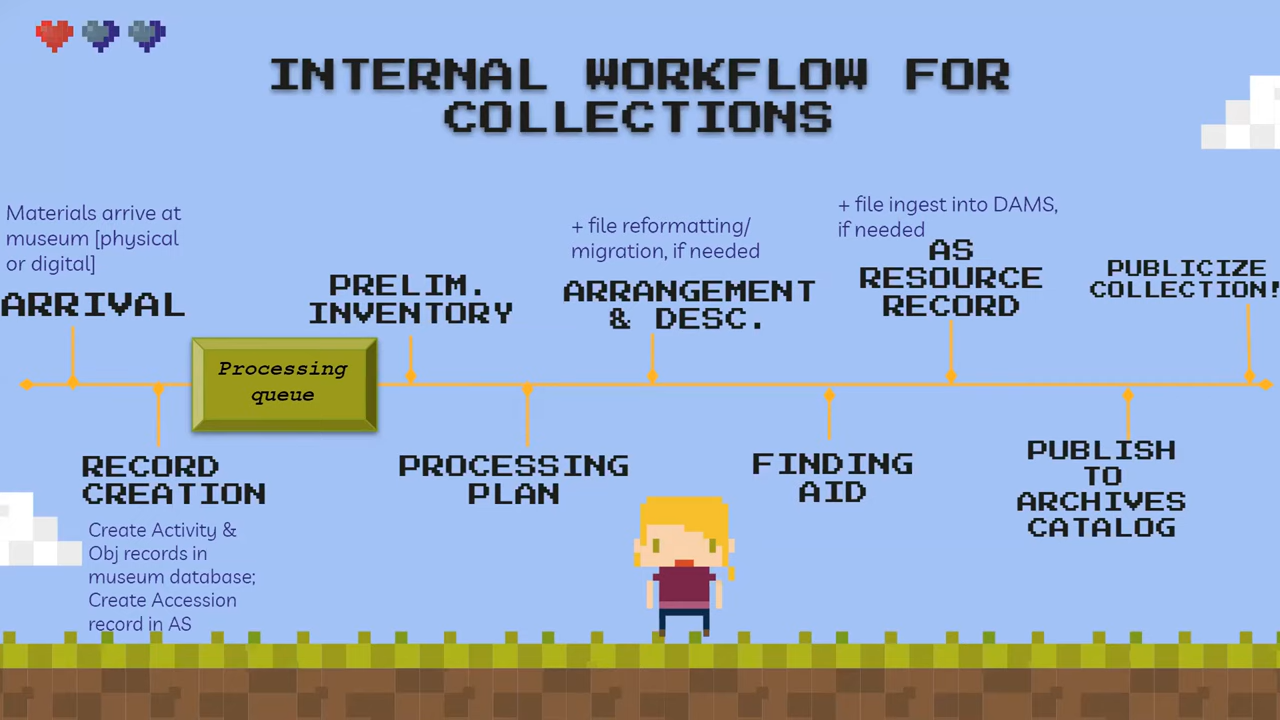 INTERNAL WORKFLOW FOR
COLLECTIONS
Materials arrive at
museum [physical
or digital]
ARRIVAL
RECORD
CREATION
Create Activity &
Obj records in
museum database;
Create Accession
record in AS
Processing
queue
PRELIM.
INVENTORY
PROCESSING
PLAN
+ file reformatting/
migration, if needed
ARRANGEMENT
& DESC.
FINDING
AID
+ file ingest into DAMS,
if needed
AS
RESOURCE
RECORD
PUBLISH
TO
ARCHIVES
CATALOG
PUBLICIZE
COLLECTION!